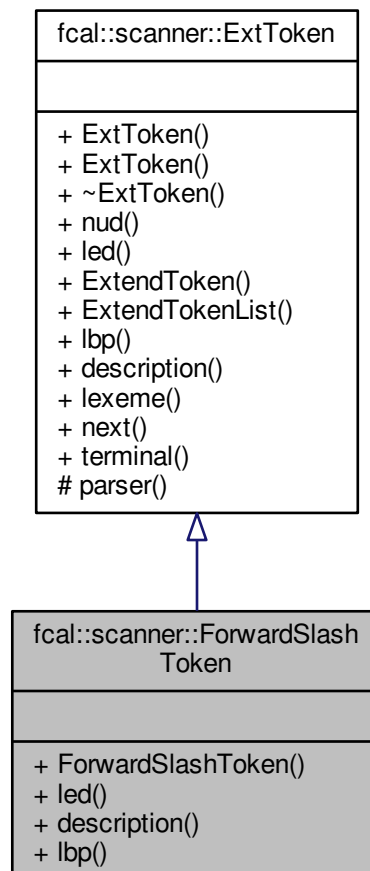 fcal::scanner::ExtToken
+ ExtToken()
+ ExtToken()
+ ~ExtToken()
+ nud()
+ led()
+ ExtendToken()
+ ExtendTokenList()
+ lbp()
+ description()
+ lexeme()
+ next()
+ terminal()
# parser()
fcal::scanner::ForwardSlash
Token
+ ForwardSlashToken()
+ led()
+ description()
+ lbp()